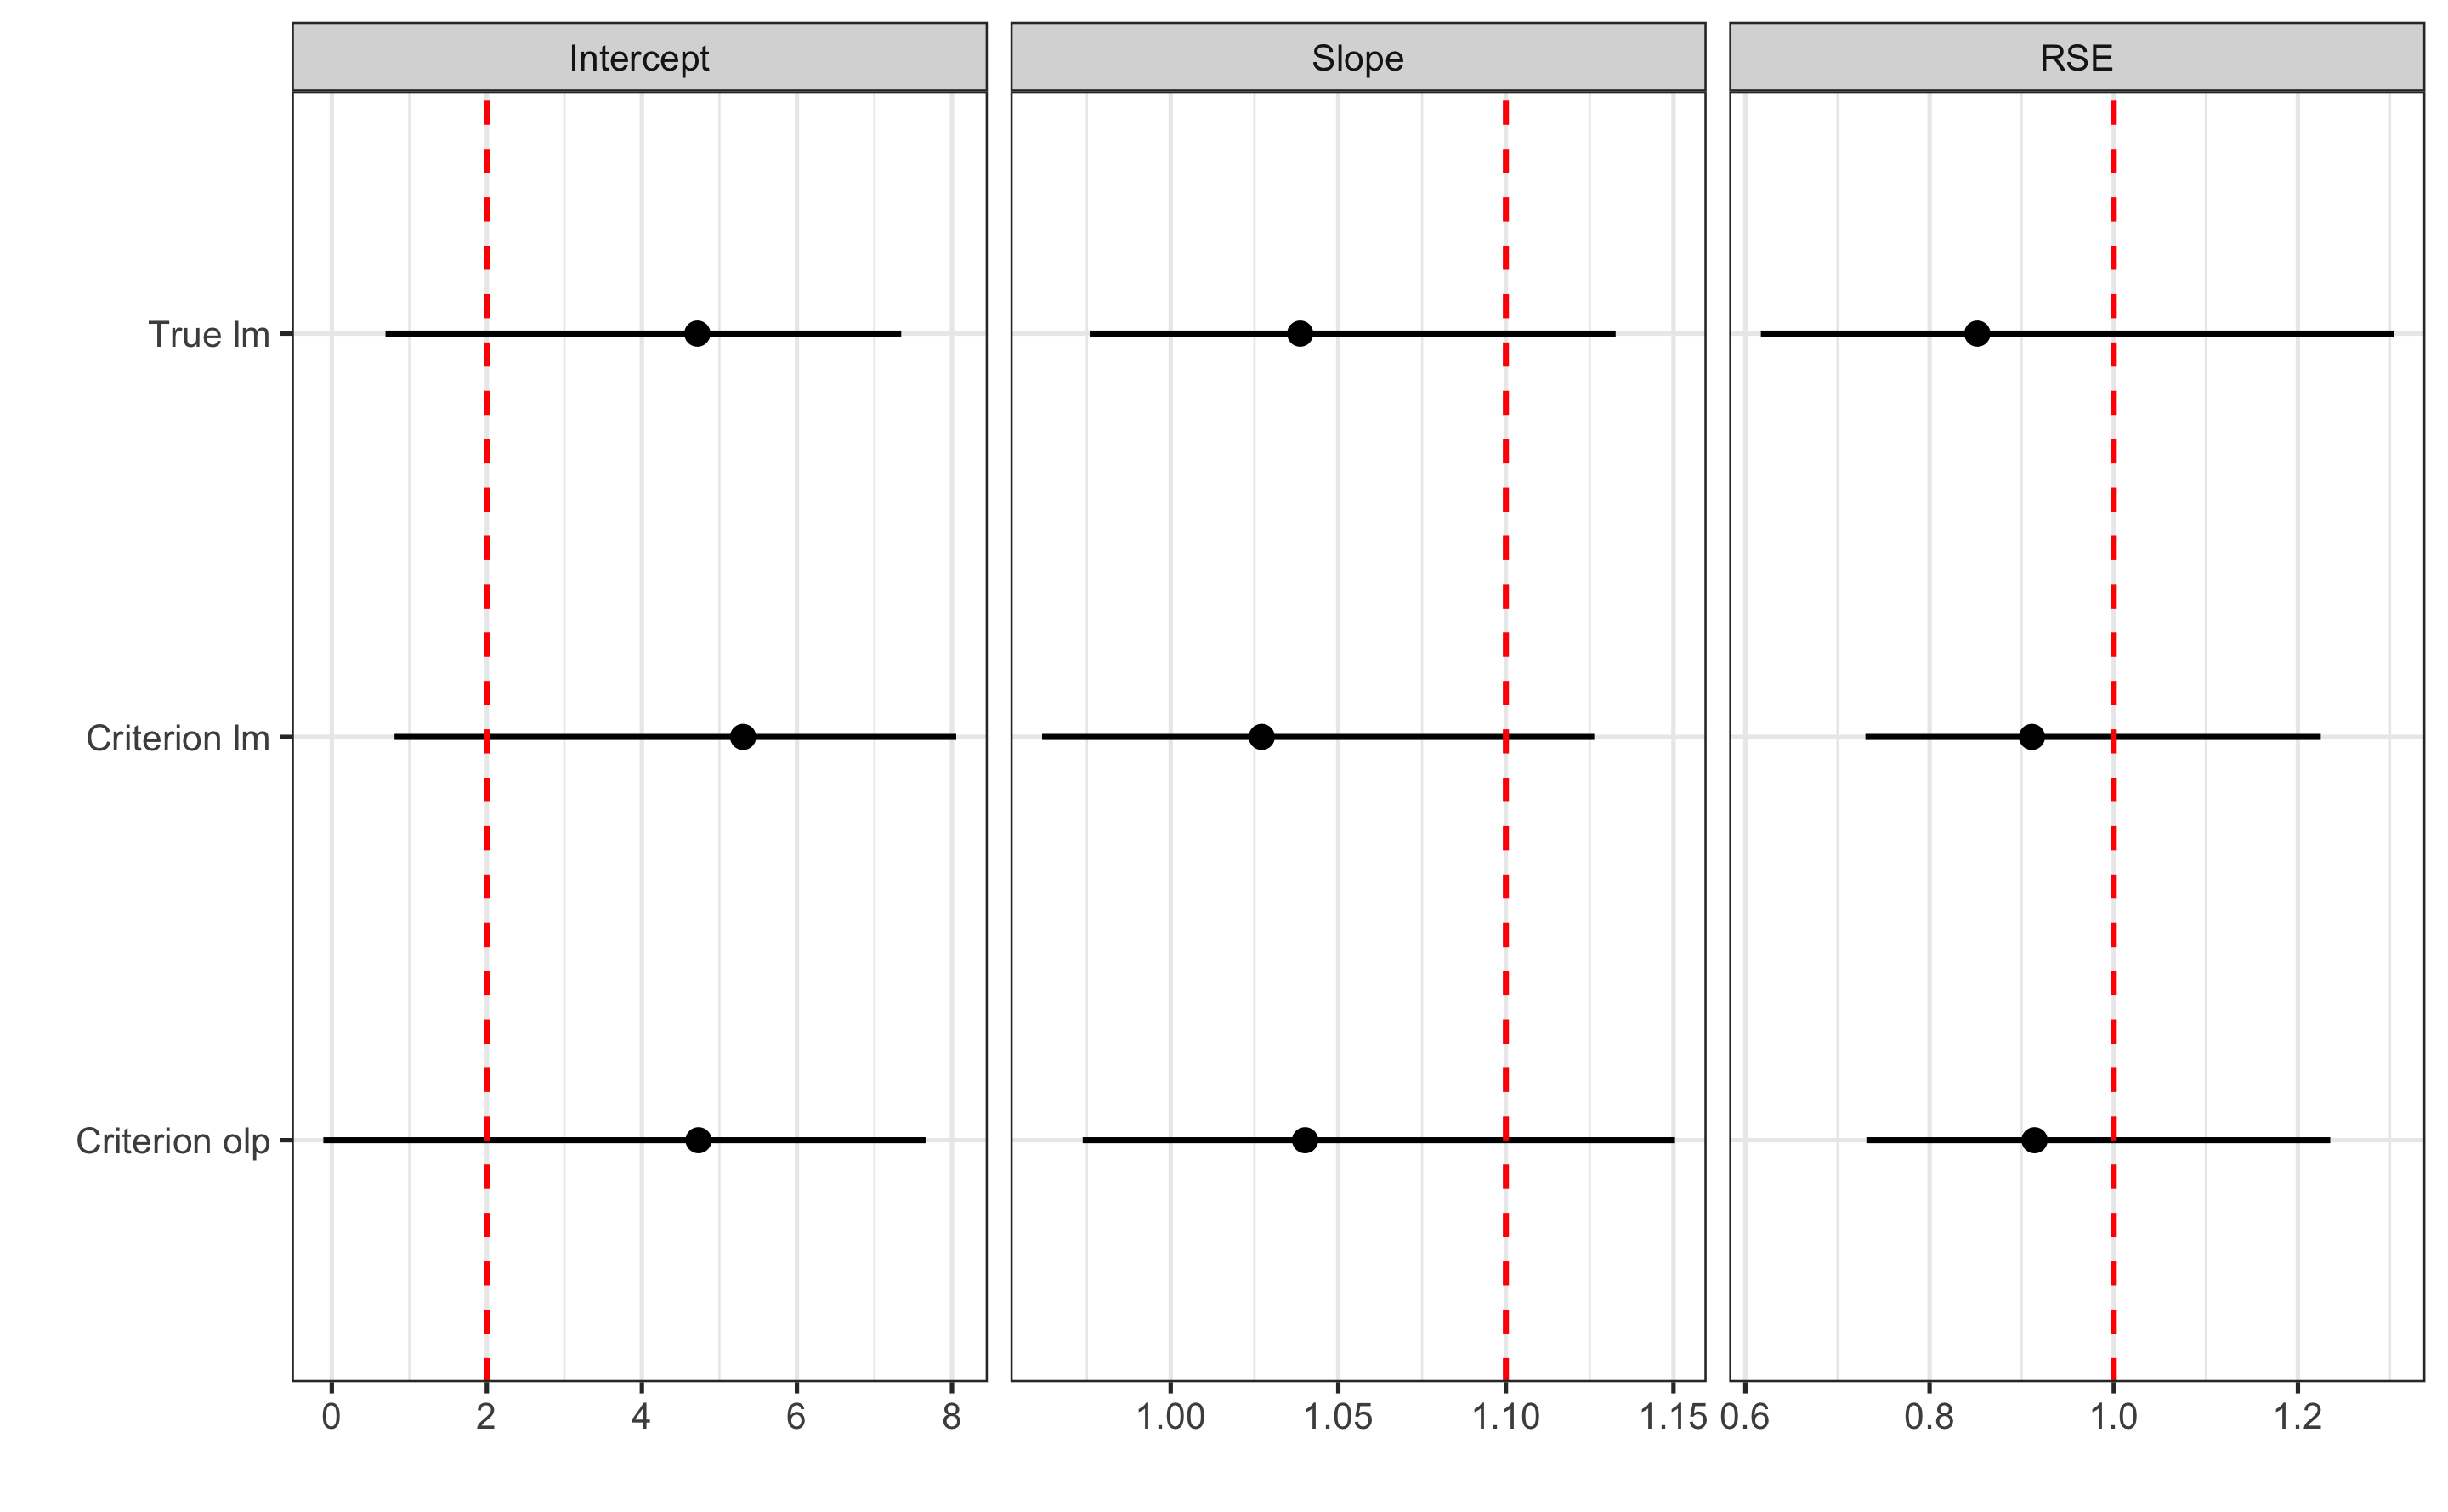 Intercept
Slope
RSE
True lm
Criterion lm
Criterion olp
0 2 4 6 8
1.00 1.05 1.10 1.15
0.6 0.8 1.0 1.2